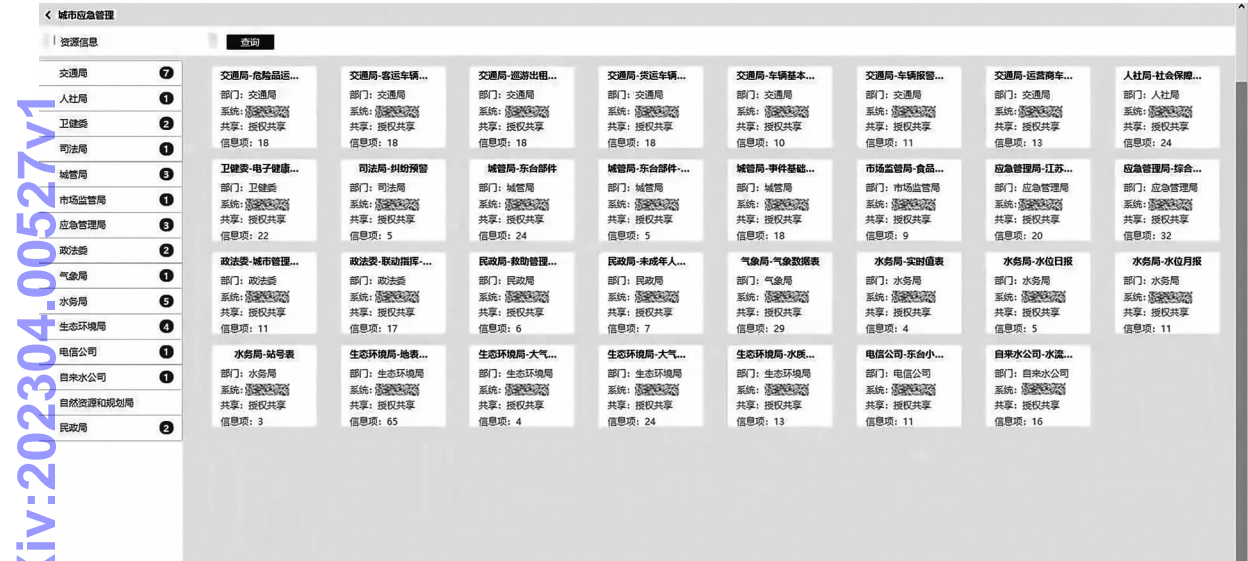 城市应急管理
资源信息
查询
交通局 7
人社局 1
卫健委 2
司法局 1
城管局 3
市场监管局 1
应急管理局 3
政法委 2
气象局 1
水务局 5
生态环境局 4
电信公司 1
自来水公司 1
自然资源和规划局
民政局 2
交通局-危险品运...
部门：交通局
系统：
共享：授权共享
信息项：18
交通局-客运车辆...
部门：交通局
系统：
共享：授权共享
信息项：18
交通局-巡游出租...
部门：交通局
系统：
共享：授权共享
信息项：18
交通局-货运车辆...
部门：交通局
系统：
共享：授权共享
信息项：18
交通局-车辆基本...
部门：交通局
系统：
共享：授权共享
信息项：10
交通局-车辆报警...
部门：交通局
系统：
共享：授权共享
信息项：11
交通局-运营商车...
部门：交通局
系统：
共享：授权共享
信息项：13
人社局-社会保障...
部门：人社局
系统：
共享：授权共享
信息项：24
卫健委-电子健康...
部门：卫健委
系统：
共享：授权共享
信息项：22
司法局-纠纷预警
部门：司法局
系统：
共享：授权共享
信息项：5
城管局-东台部件
部门：城管局
系统：
共享：授权共享
信息项：24
城管局-东台部件-...
部门：城管局
系统：
共享：授权共享
信息项：5
城管局-事件基础...
部门：城管局
系统：
共享：授权共享
信息项：18
市场监管局-食品...
部门：市场监管局
系统：
共享：授权共享
信息项：9
应急管理局-江苏...
部门：应急管理局
系统：
共享：授权共享
信息项：20
应急管理局-综合...
部门：应急管理局
系统：
共享：授权共享
信息项：32
政法委-城市管理...
部门：政法委
系统：
共享：授权共享
信息项：11
政法委-联动指挥-...
部门：政法委
系统：
共享：授权共享
信息项：17
民政局-救助管理...
部门：民政局
系统：
共享：授权共享
信息项：6
民政局-未成年人...
部门：民政局
系统：
共享：授权共享
信息项：7
气象局-气象数据表
部门：气象局
系统：
共享：授权共享
信息项：29
水务局-实时值表
部门：水务局
系统：
共享：授权共享
信息项：4
水务局-水位日报
部门：水务局
系统：
共享：授权共享
信息项：5
水务局-水位月报
部门：水务局
系统：
共享：授权共享
信息项：11
水务局-站号表
部门：水务局
系统：
共享：授权共享
信息项：3
生态环境局-地表...
部门：生态环境局
系统：
共享：授权共享
信息项：65
生态环境局-大气...
部门：生态环境局
系统：
共享：授权共享
信息项：4
生态环境局-大气...
部门：生态环境局
系统：
共享：授权共享
信息项：24
生态环境局-水质...
部门：生态环境局
系统：
共享：授权共享
信息项：13
电信公司-东台小...
部门：电信公司
系统：
共享：授权共享
信息项：11
自来水公司-水流...
部门：自来水公司
系统：
共享：授权共享
信息项：16
iv:202304.00527v1